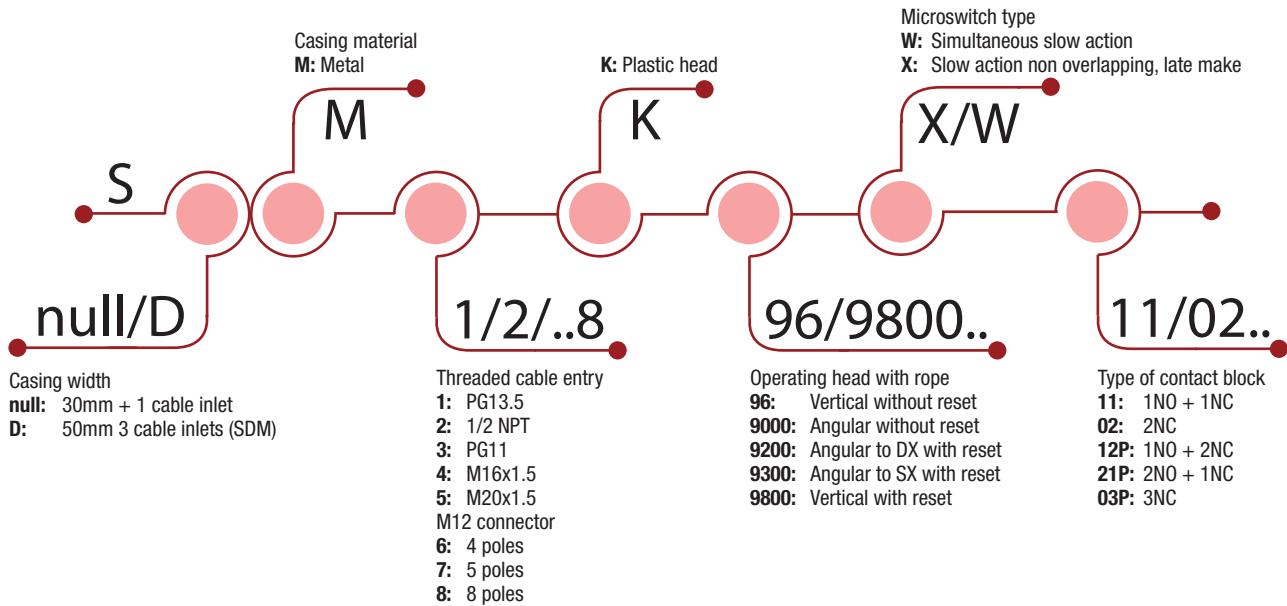 Casing material
M: Metal
K: Plastic head
Microswitch type
W: Simultaneous slow action
X: Slow action non overlapping, late make
M
K
X/W
S
null/D
1/2/..8
96/9800..
11/02..
Casing width
null: 30mm + 1 cable inlet
D: 50mm 3 cable inlets (SDM)
Threaded cable entry
1: PG13.5
2: 1/2 NPT
3: PG11
4: M16x1.5
5: M20x1.5
M12 connector
6: 4 poles
7: 5 poles
8: 8 poles
Operating head with rope
96: Vertical without reset
9000: Angular without reset
9200: Angular to DX with reset
9300: Angular to SX with reset
9800: Vertical with reset
Type of contact block
11: 1NO + 1NC
02: 2NC
12P: 1NO + 2NC
21P: 2NO + 1NC
03P: 3NC